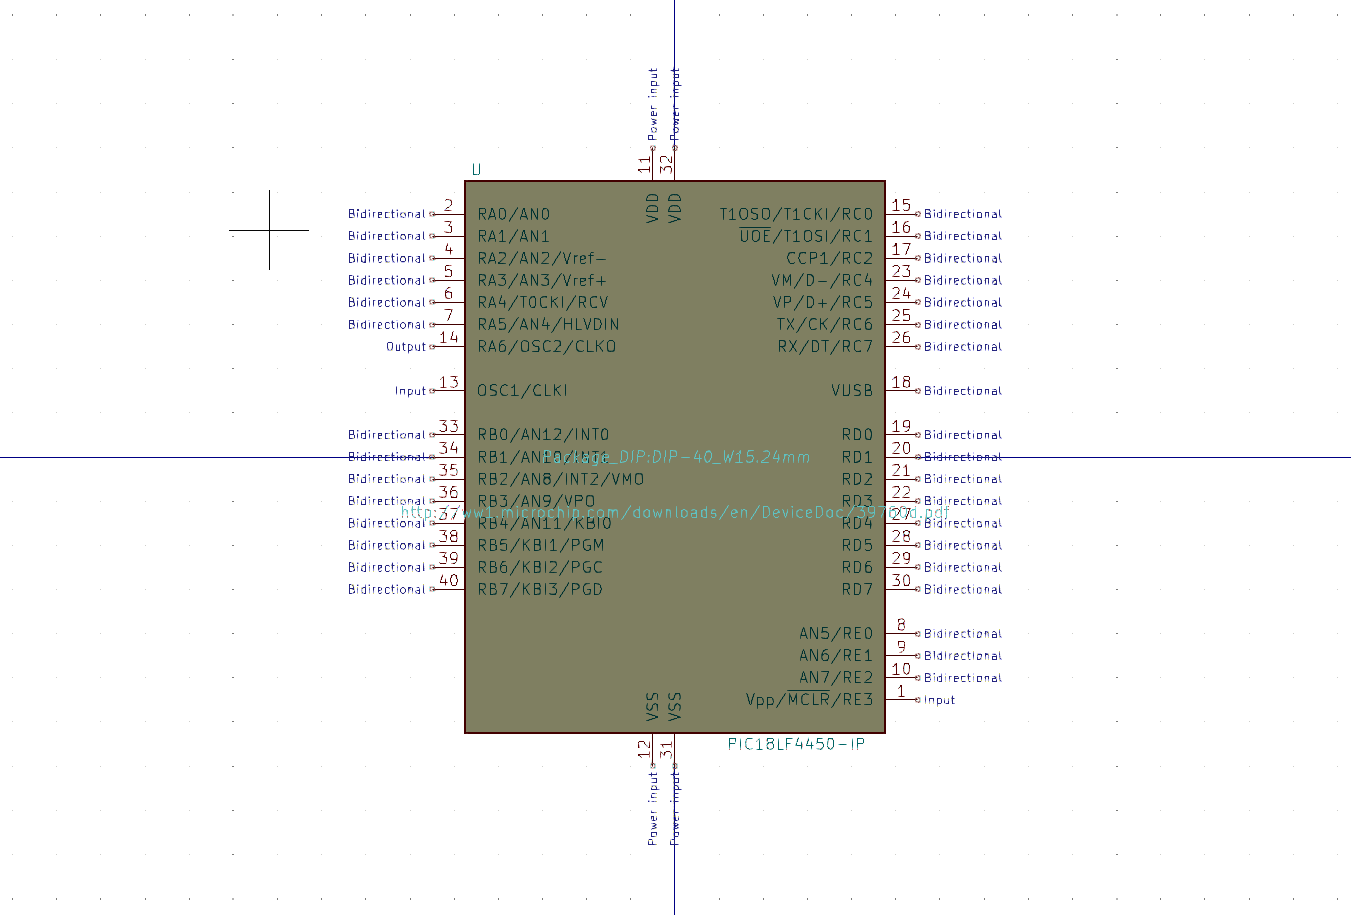 Power input Power input
11 32
U
VDD VDD
Bidirectional 2 RA0/AN0 T1OSO/T1CKI/RC0 15 Bidirectional
Bidirectional 3 RA1/AN1 UOE/T1OSI/RC1 16 Bidirectional
Bidirectional 4 RA2/AN2/Vref- CCP1/RC2 17 Bidirectional
Bidirectional 5 RA3/AN3/Vref+ VM/D-/RC4 23 Bidirectional
Bidirectional 6 RA4/T0CKI/RCV VP/D+/RC5 24 Bidirectional
Bidirectional 7 RA5/AN4/HLVDIN TX/CK/RC6 25 Bidirectional
Output 14 RA6/OSC2/CLKO RX/DT/RC7 26 Bidirectional
Input 13 OSC1/CLKI VUSB 18 Bidirectional
Bidirectional 33 RB0/AN12/INT0 RD0 19 Bidirectional
Bidirectional 34 RB1/AN10/INT1 Package_DIP:DIP-40_W15.24mm RD1 20 Bidirectional
Bidirectional 35 RB2/AN8/INT2/VMO RD2 21 Bidirectional
Bidirectional 36 RB3/AN9/VPO RD3 22 Bidirectional
http://ww1.microchip.com/downloads/en/DeviceDoc/39760d.pdf
Bidirectional 37 RB4/AN11/KBI0 RD4 27 Bidirectional
Bidirectional 38 RB5/KBI1/PGM RD5 28 Bidirectional
Bidirectional 39 RB6/KBI2/PGC RD6 29 Bidirectional
Bidirectional 40 RB7/KBI3/PGD RD7 30 Bidirectional
AN5/RE0 8 Bidirectional
AN6/RE1 9 Bidirectional
AN7/RE2 10 Bidirectional
Vpp/MCLR/RE3 1 Input
VSS VSS
PIC18LF4450-IP
12 31
Power input Power input